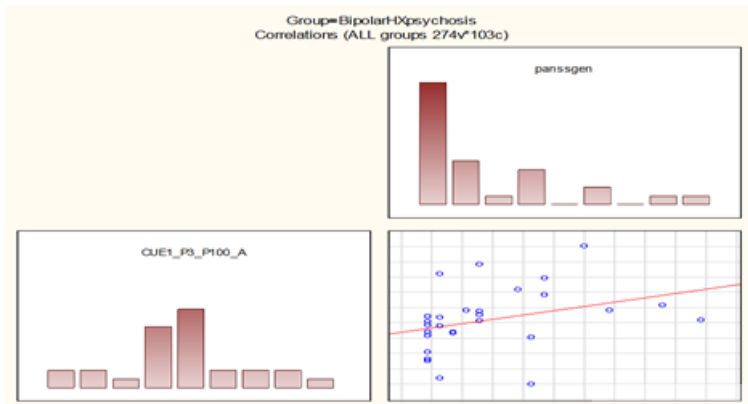 Group=BipolarHXpsychosis
Correlations (ALL groups 274v*103c)
panssgen
CUE1_P3_P100_A